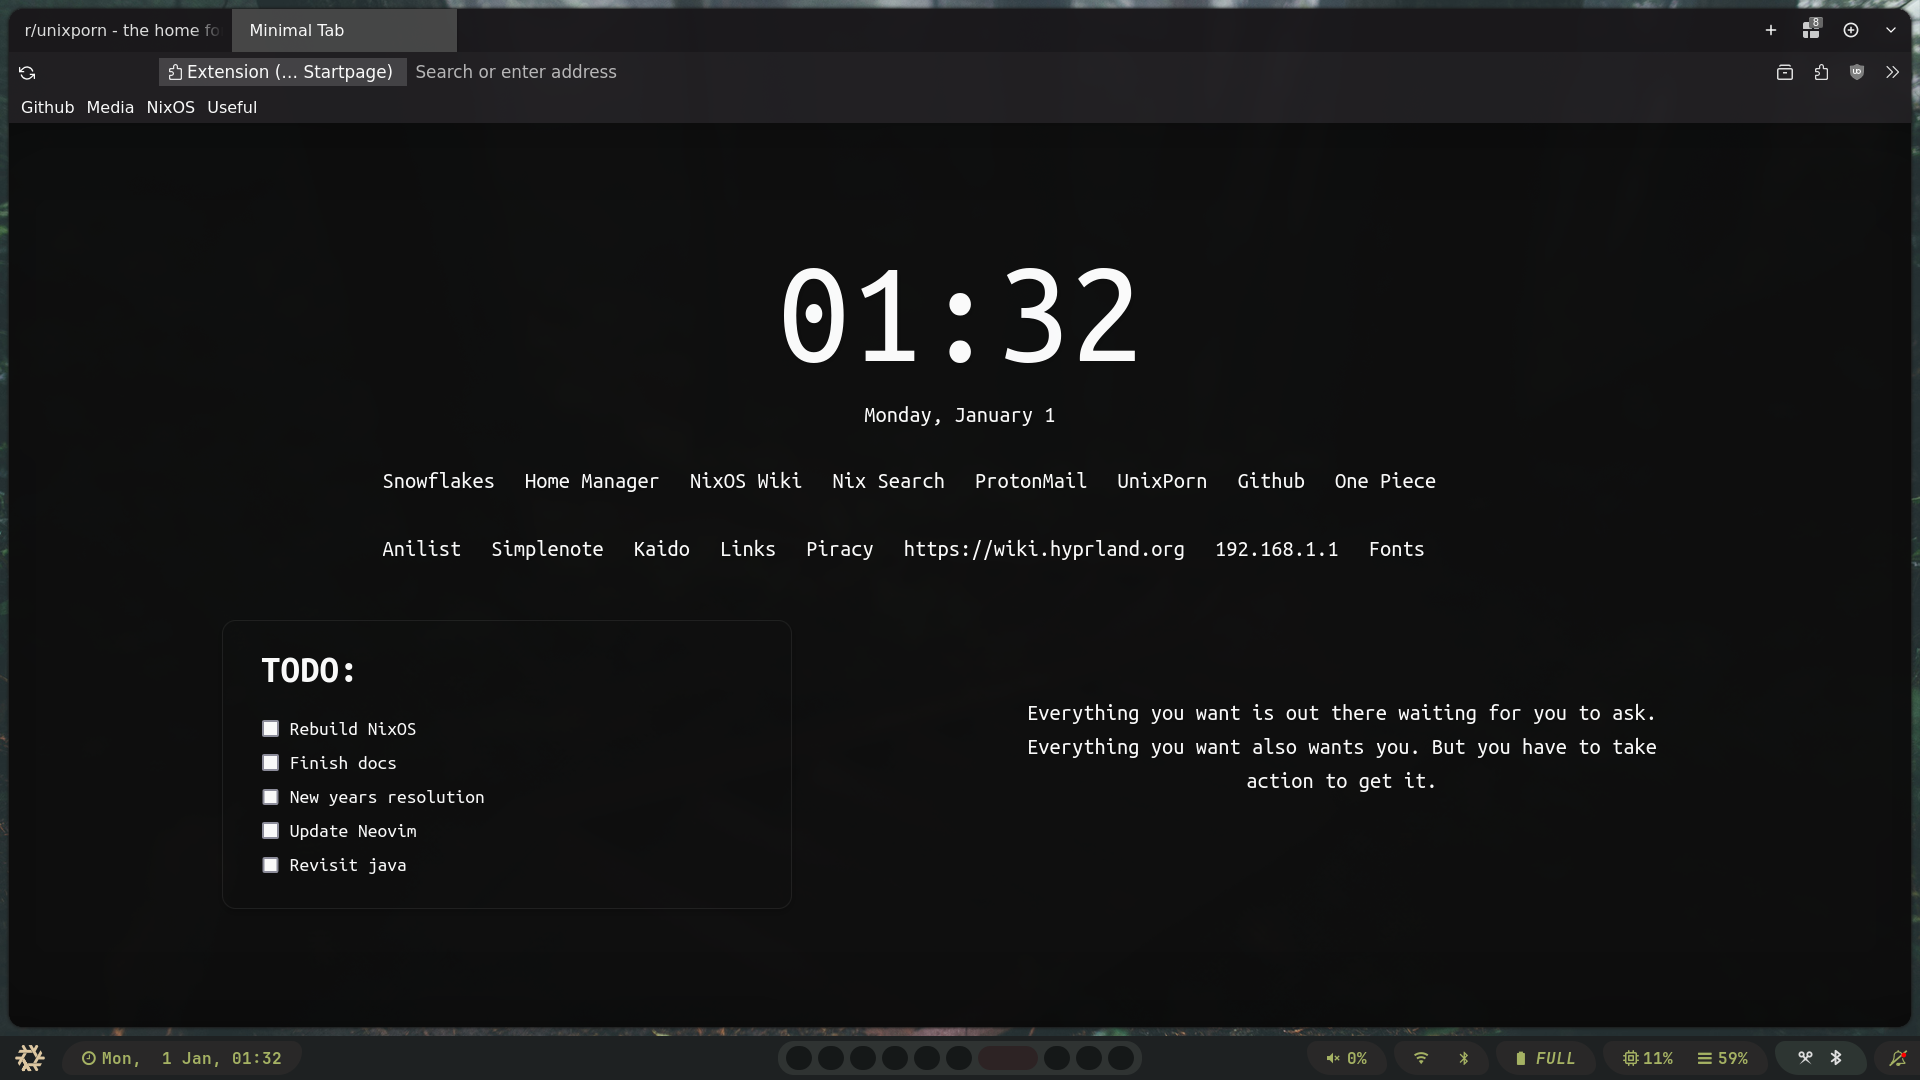 r/unixporn - the home fo
Minimal Tab
8
Extension (... Startpage)
Search or enter address
Github Media NixOS Useful
01:32
Monday, January 1
Snowflakes Home Manager NixOS Wiki Nix Search ProtonMail UnixPorn Github One Piece
Anilist Simplenote Kaido Links Piracy https://wiki.hyprland.org 192.168.1.1 Fonts
TODO:
Rebuild NixOS
Finish docs
New years resolution
Update Neovim
Revisit java
Everything you want is out there waiting for you to ask.
Everything you want also wants you. But you have to take
action to get it.
Mon, 1 Jan, 01:32
0%
FULL
11%
59%